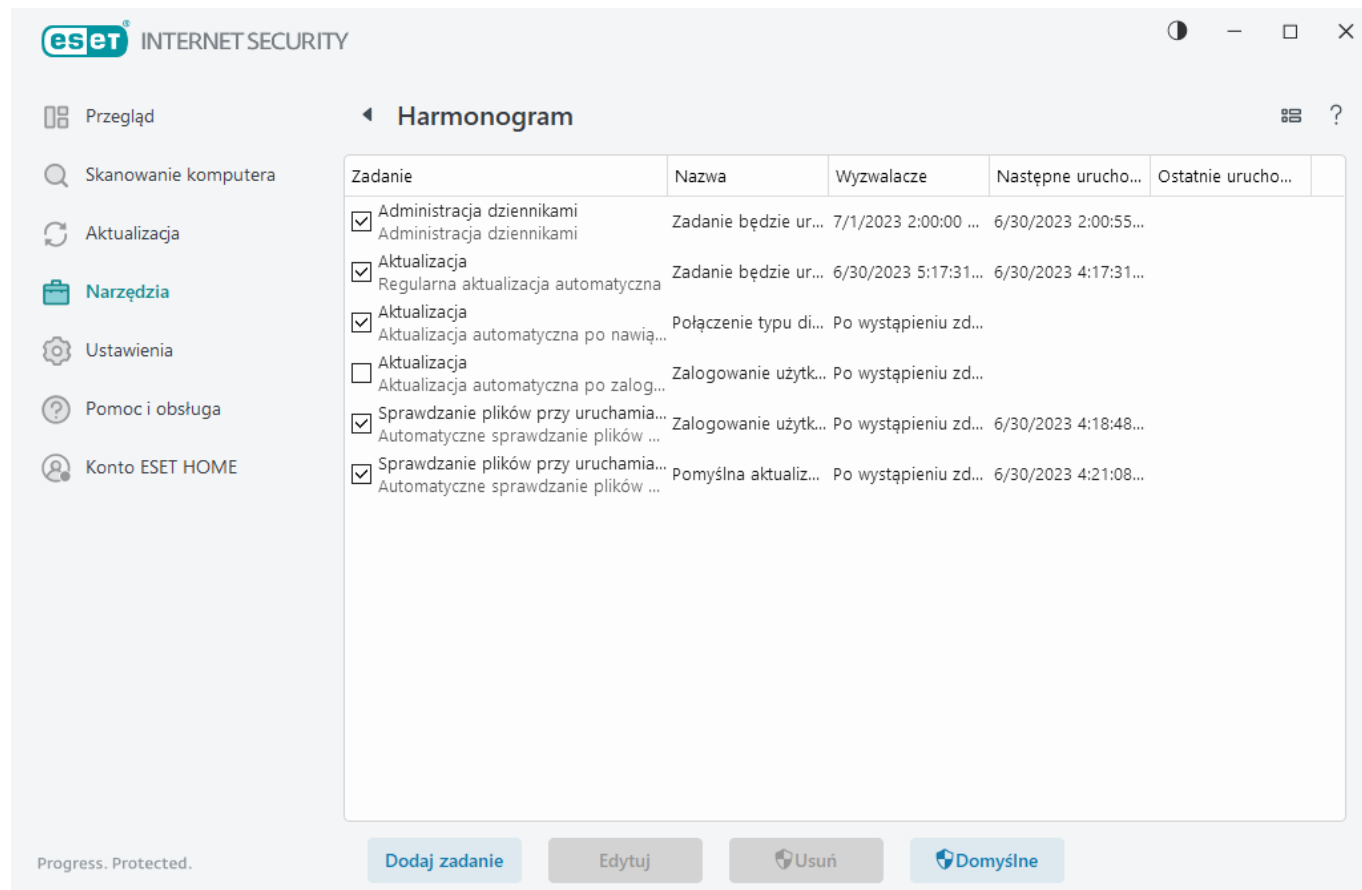 eset® INTERNET SECURITY
Przegląd
Skanowanie komputera
Aktualizacja
Narzędzia
Ustawienia
Pomoc i obsługa
Konto ESET HOME
Progress. Protected.
Harmonogram
?
Zadanie Nazwa Wyzwalacze Następne urucho... Ostatnie urucho...
Administracja dziennikami
Administracja dziennikami
Zadanie będzie ur... 7/1/2023 2:00:00 ... 6/30/2023 2:00:55...
Aktualizacja
Regularna aktualizacja automatyczna
Zadanie będzie ur... 6/30/2023 5:17:31... 6/30/2023 4:17:31...
Aktualizacja
Aktualizacja automatyczna po nawią...
Połączenie typu di... Po wystąpieniu zd...
Aktualizacja
Aktualizacja automatyczna po zalog...
Zalogowanie użytk... Po wystąpieniu zd...
Sprawdzanie plików przy uruchamia...
Automatyczne sprawdzanie plików ...
Zalogowanie użytk... Po wystąpieniu zd... 6/30/2023 4:18:48...
Sprawdzanie plików przy uruchamia...
Automatyczne sprawdzanie plików ...
Pomyślna aktualiz... Po wystąpieniu zd... 6/30/2023 4:21:08...
Dodaj zadanie Edytuj Usuń Domyślne